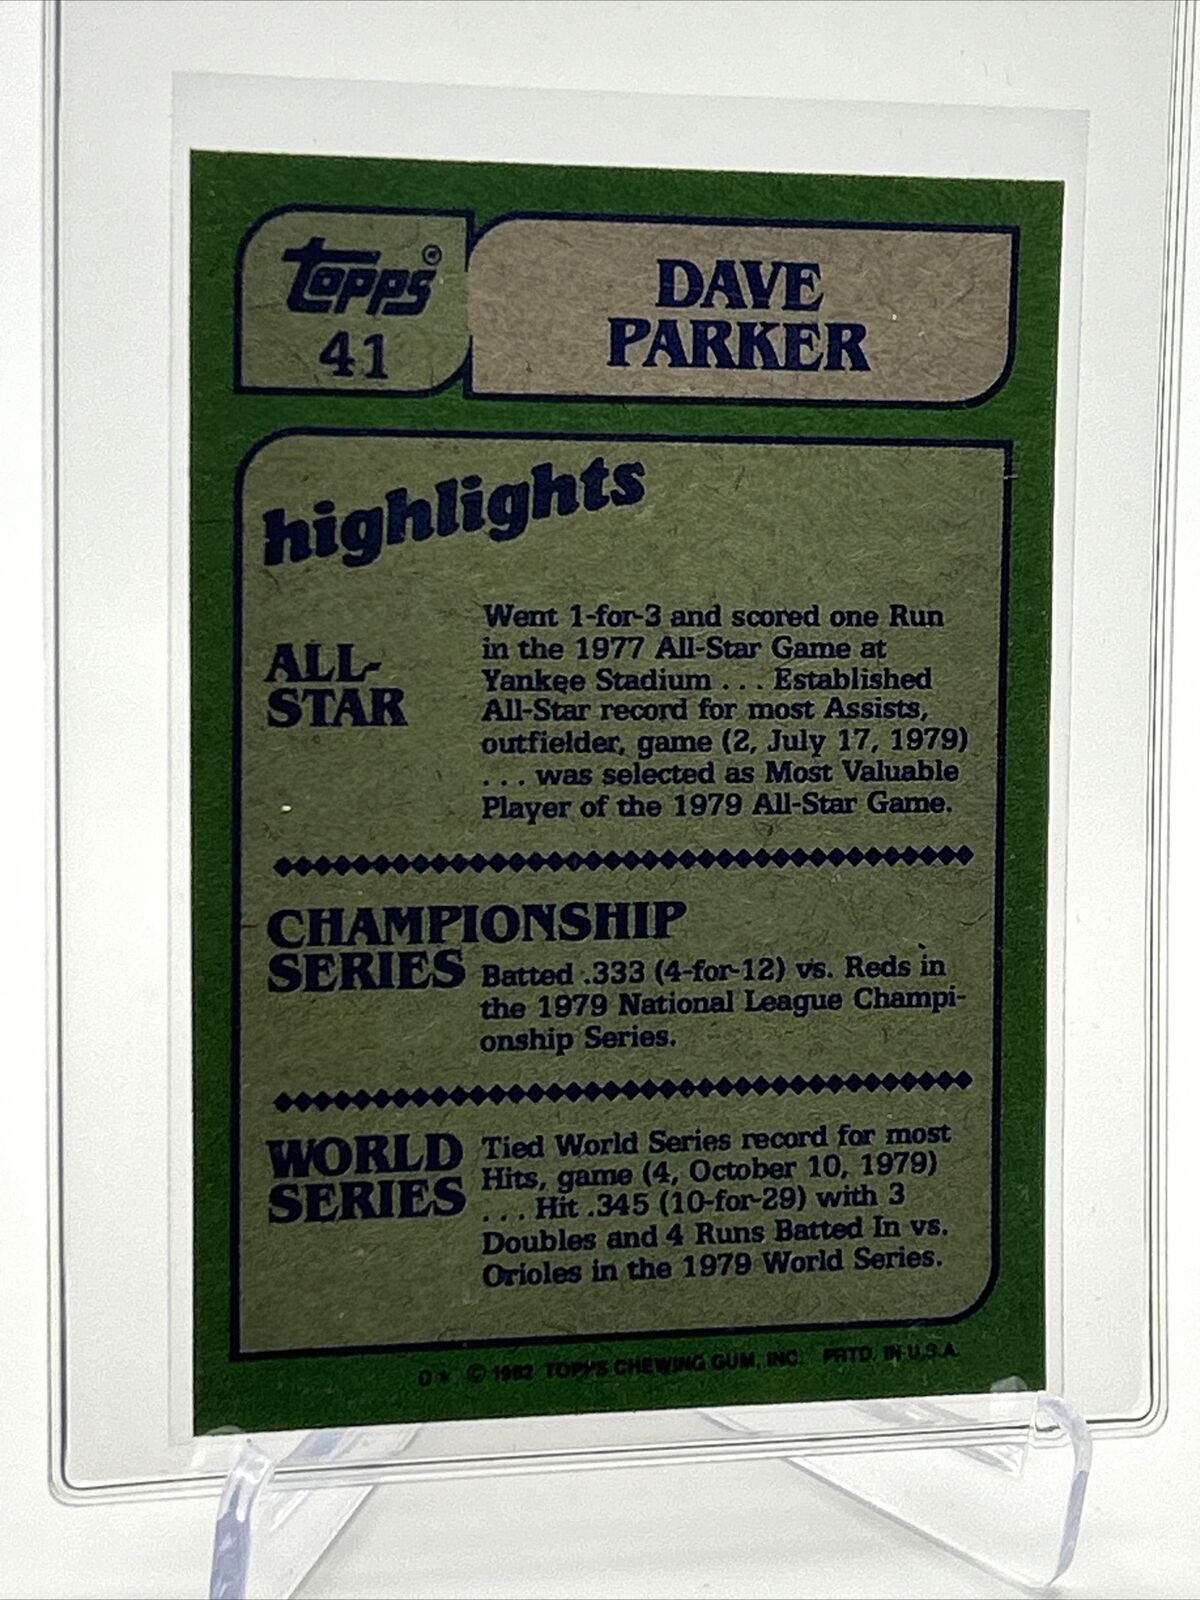 Topps®
41
DAVE
PARKER
highlights
ALL-
STAR
Went 1-for-3 and scored one Run
in the 1977 All-Star Game at
Yankee Stadium . . . Established
All-Star record for most Assists,
outfielder, game (2, July 17, 1979)
. . . was selected as Most Valuable
Player of the 1979 All-Star Game.
CHAMPIONSHIP
SERIES
Batted .333 (4-for-12) vs. Reds in
the 1979 National League Champi-
onship Series.
WORLD
SERIES
Tied World Series record for most
Hits, game (4, October 10, 1979)
. . . Hit .345 (10-for-29) with 3
Doubles and 4 Runs Batted In vs.
Orioles in the 1979 World Series.
D* © 1982 TOPPS CHEWING GUM, INC. PRTD. IN U.S.A.